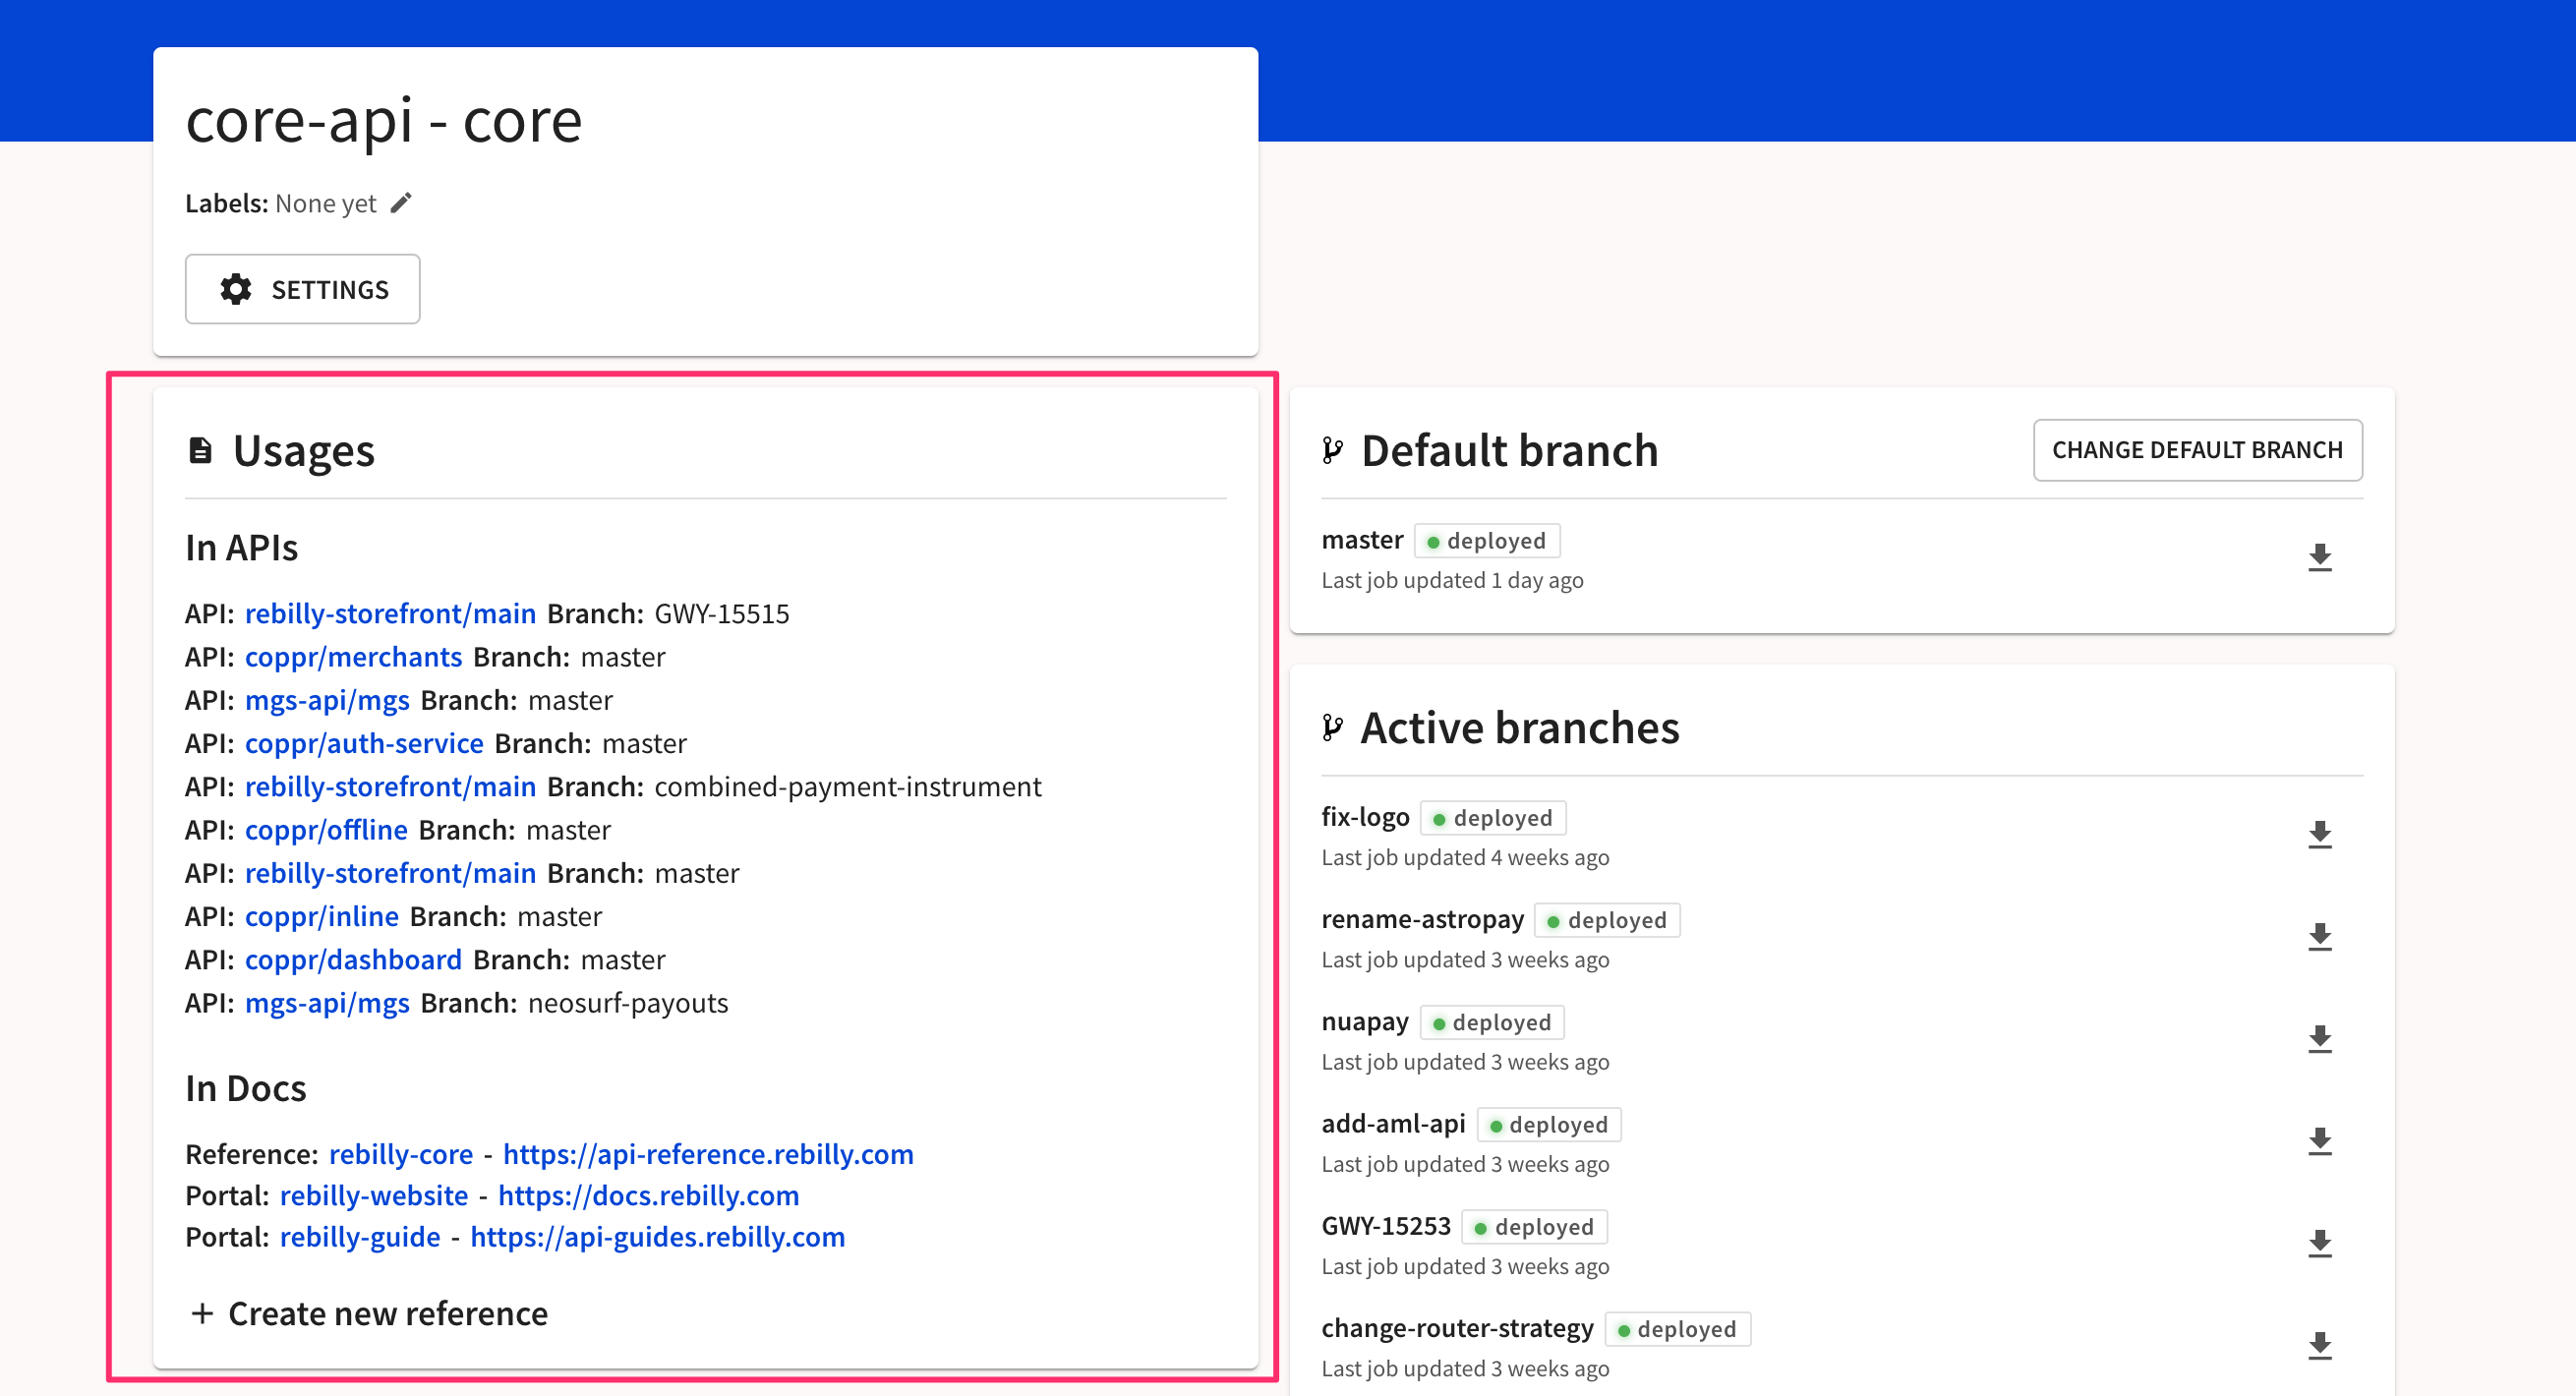 core-api - core
Labels: None yet
SETTINGS
Usages
In APIs
API: rebilly-storefront/main Branch: GWY-15515
API: coppr/merchants Branch: master
API: mgs-api/mgs Branch: master
API: coppr/auth-service Branch: master
API: rebilly-storefront/main Branch: combined-payment-instrument
API: coppr/offline Branch: master
API: rebilly-storefront/main Branch: master
API: coppr/inline Branch: master
API: coppr/dashboard Branch: master
API: mgs-api/mgs Branch: neosurf-payouts
In Docs
Reference: rebilly-core - https://api-reference.rebilly.com
Portal: rebilly-website - https://docs.rebilly.com
Portal: rebilly-guide - https://api-guides.rebilly.com
+ Create new reference
Default branch
CHANGE DEFAULT BRANCH
master deployed
Last job updated 1 day ago
Active branches
fix-logo deployed
Last job updated 4 weeks ago
rename-astropay deployed
Last job updated 3 weeks ago
nuapay deployed
Last job updated 3 weeks ago
add-aml-api deployed
Last job updated 3 weeks ago
GWY-15253 deployed
Last job updated 3 weeks ago
change-router-strategy deployed
Last job updated 3 weeks ago